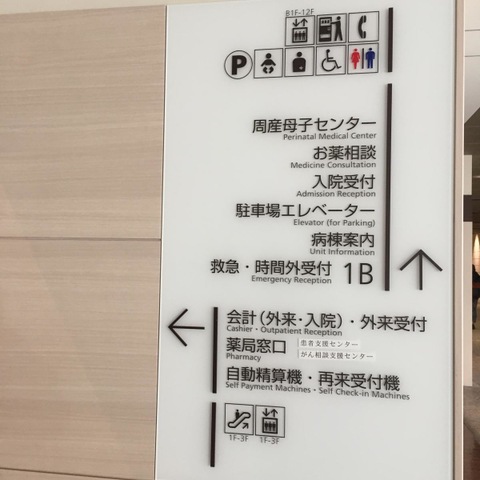 B1F-12F
P
周産母子センター
Perinatal Medical Center
お薬相談
Medicine Consultation
入院受付
Admission Reception
駐車場エレベーター
Elevator (for Parking)
病棟案内
Unit Information
救急・時間外受付 1B
Emergency Reception
会計（外来・入院）・外来受付
Cashier・Outpatient Reception
薬局窓口
Pharmacy
患者支援センター
がん相談支援センター
自動精算機・再来受付機
Self Payment Machines・Self Check-in Machines
1F-3F 1F-3F